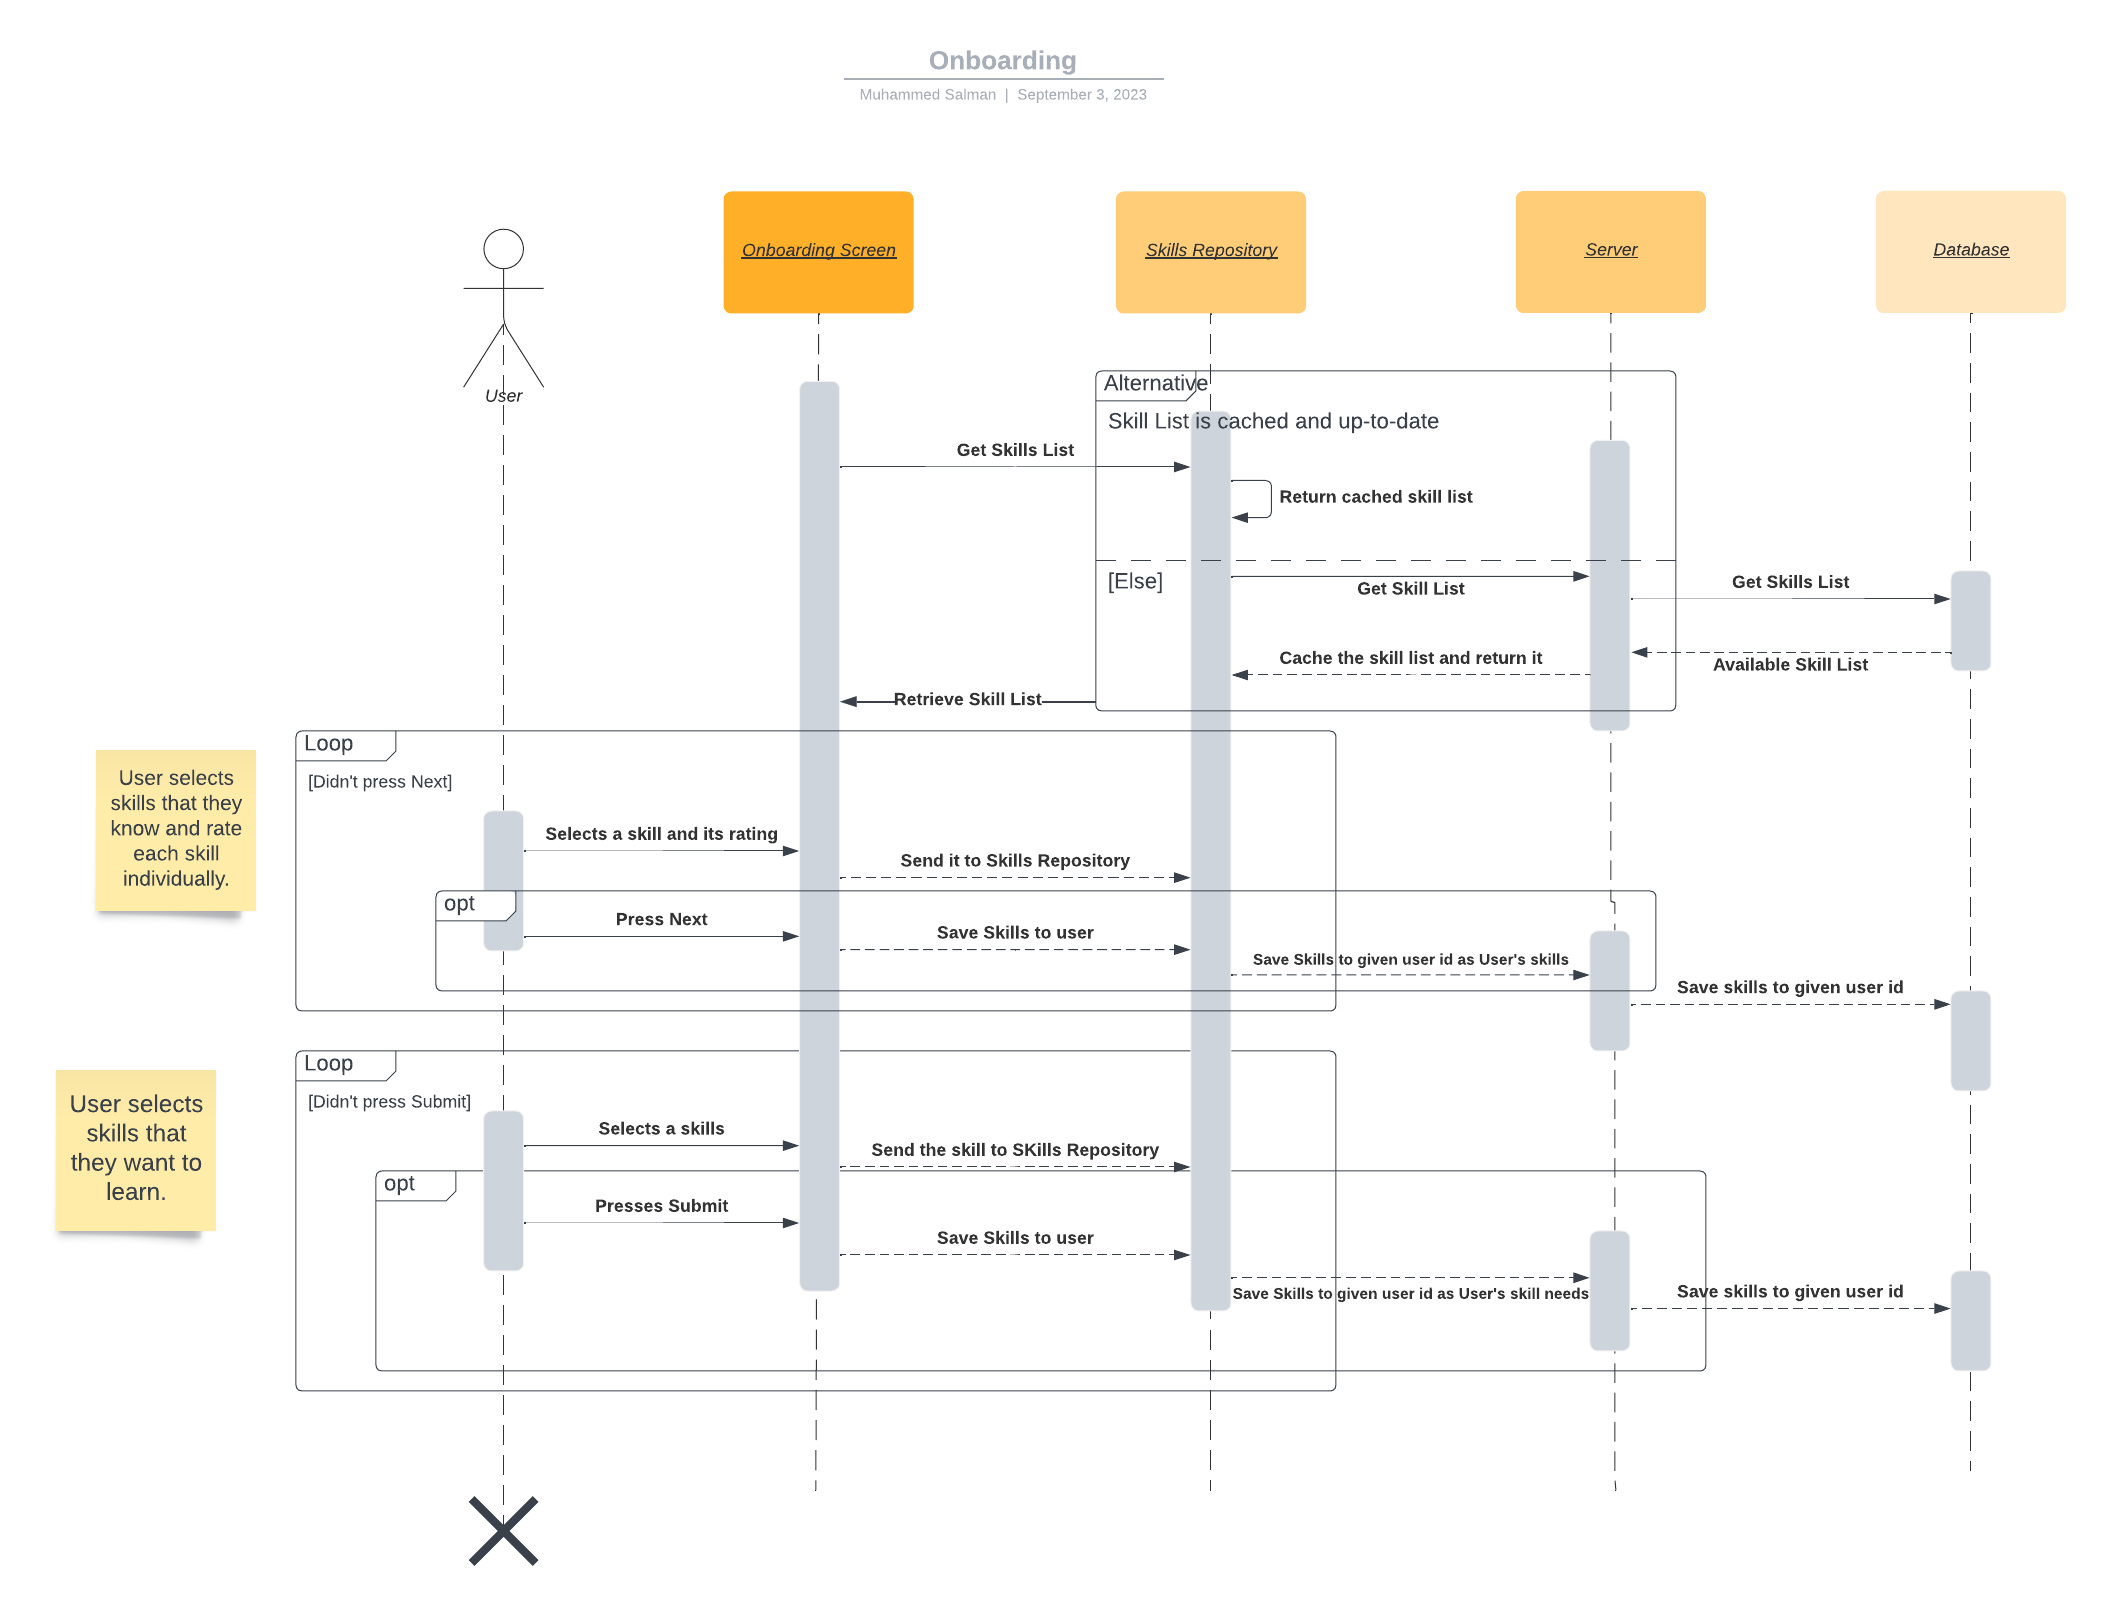 Onboarding
Muhammed Salman | September 3, 2023
Onboarding Screen
Skills Repository
Server
Database
User
Alternative
Skill List is cached and up-to-date
Get Skills List
Return cached skill list
[Else]
Get Skill List
Get Skills List
Cache the skill list and return it
Available Skill List
Retrieve Skill List
Loop
[Didn't press Next]
User selects
skills that they
know and rate
each skill
individually.
Selects a skill and its rating
Send it to Skills Repository
opt
Press Next
Save Skills to user
Save Skills to given user id as User's skills
Save skills to given user id
Loop
[Didn't press Submit]
User selects
skills that
they want to
learn.
Selects a skills
Send the skill to SKills Repository
opt
Presses Submit
Save Skills to user
Save Skills to given user id as User's skill needs
Save skills to given user id